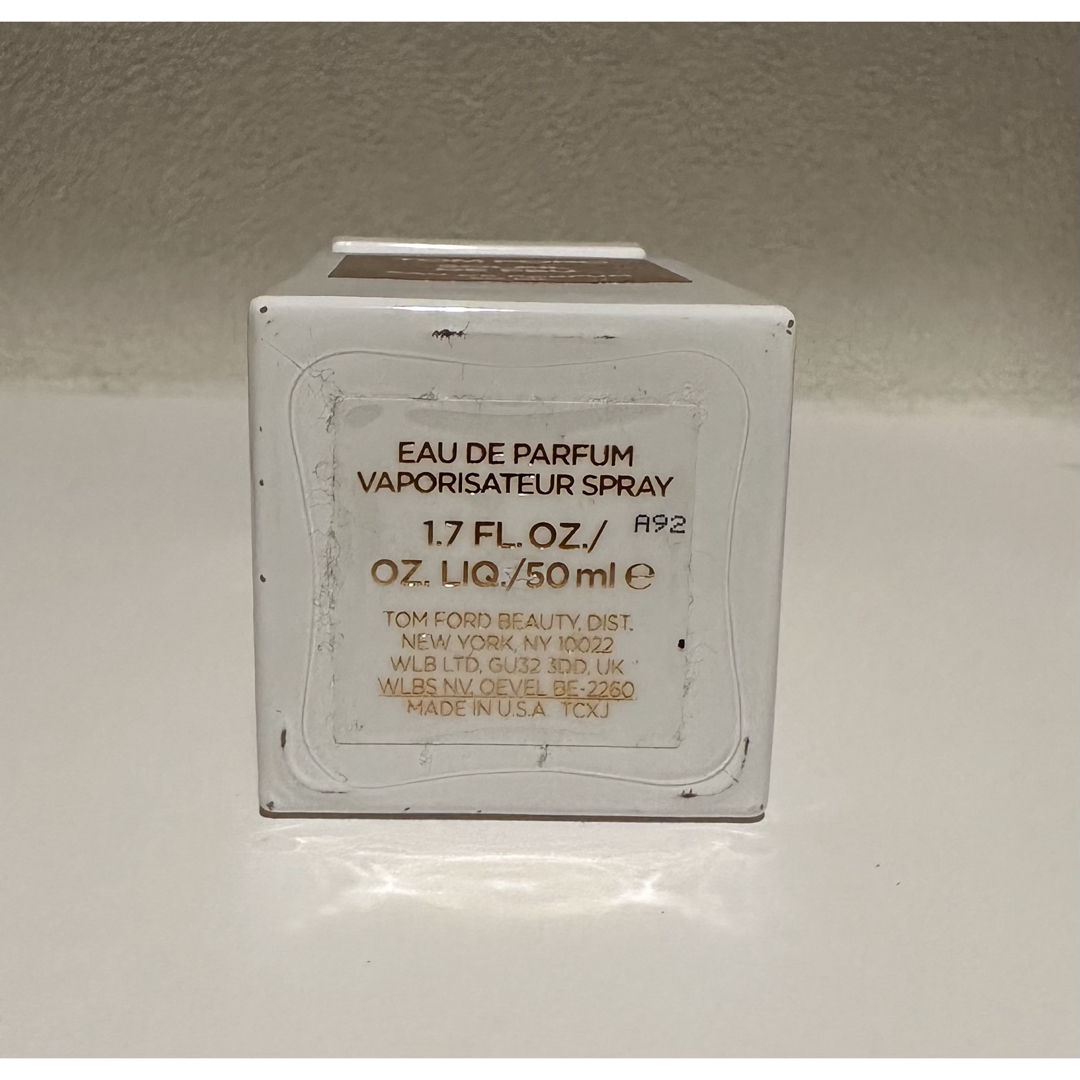 EAU DE PARFUM
VAPORISATEUR SPRAY
1.7 FL. OZ./
A92
OZ. LIQ./50 ml ℮
TOM FORD BEAUTY, DIST.
NEW YORK, NY 10022
WLB LTD, GU32 3DD, UK
WLBS NV, OEVEL BE-2260
MADE IN U.S.A TCXJ